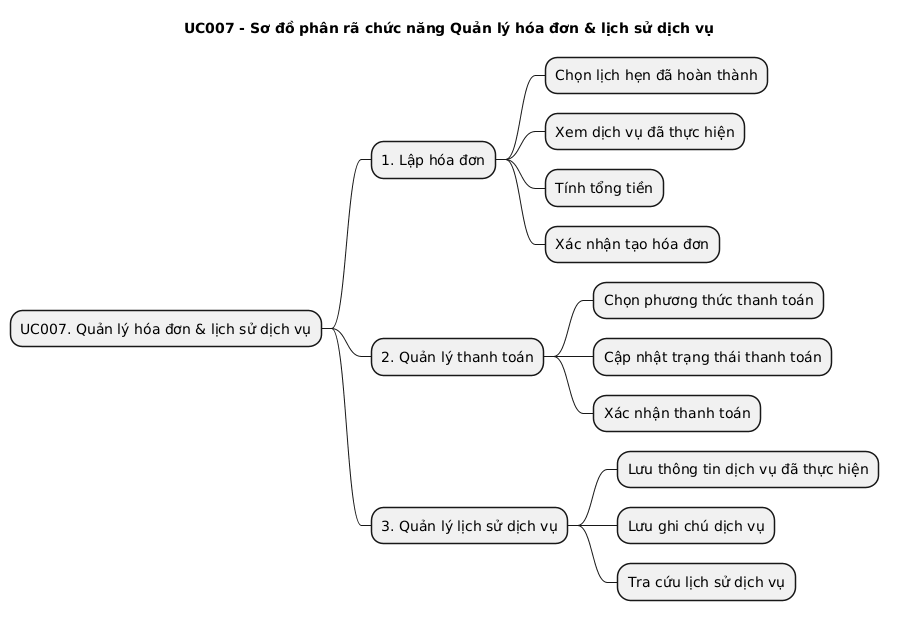 UC007 - Sơ đồ phân rã chức năng Quản lý hóa đơn & lịch sử dịch vụ
UC007. Quản lý hóa đơn & lịch sử dịch vụ
1. Lập hóa đơn
Chọn lịch hẹn đã hoàn thành
Xem dịch vụ đã thực hiện
Tính tổng tiền
Xác nhận tạo hóa đơn
2. Quản lý thanh toán
Chọn phương thức thanh toán
Cập nhật trạng thái thanh toán
Xác nhận thanh toán
3. Quản lý lịch sử dịch vụ
Lưu thông tin dịch vụ đã thực hiện
Lưu ghi chú dịch vụ
Tra cứu lịch sử dịch vụ